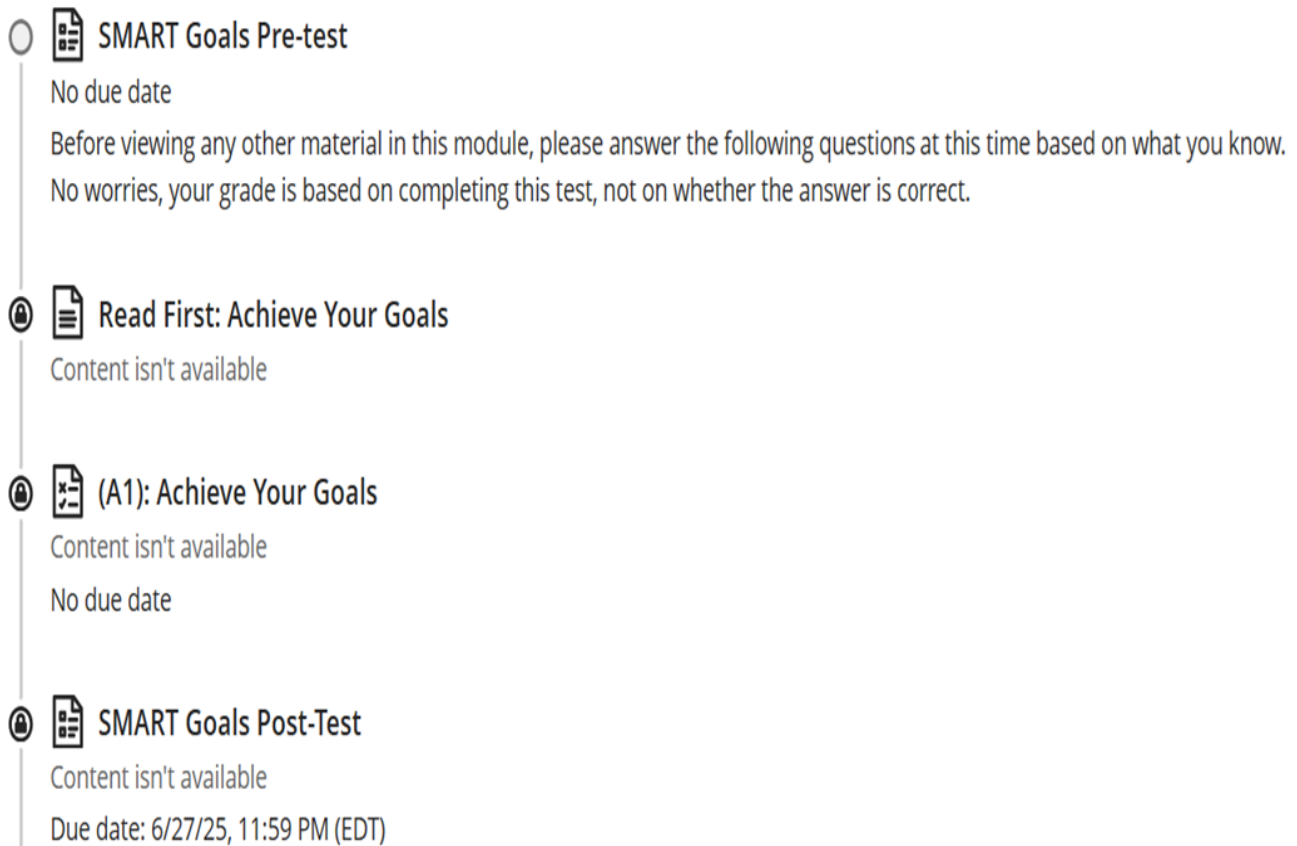 SMART Goals Pre-test
No due date
Before viewing any other material in this module, please answer the following questions at this time based on what you know.
No worries, your grade is based on completing this test, not on whether the answer is correct.
Read First: Achieve Your Goals
Content isn't available
(A1): Achieve Your Goals
Content isn't available
No due date
SMART Goals Post-Test
Content isn't available
Due date: 6/27/25, 11:59 PM (EDT)